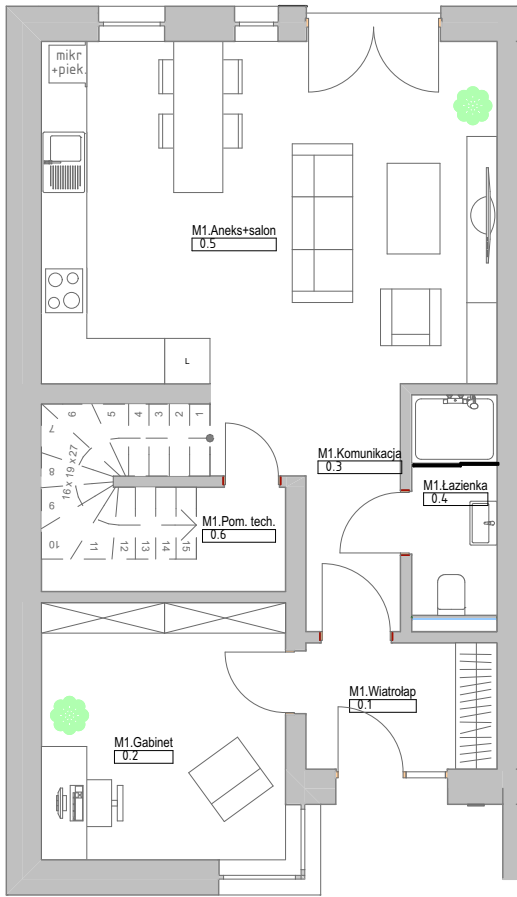 mikr
+piek.
M1.Aneks+salon
0.5
L
6
5
4
3
2
1
7
8
9
10
11
12
13
14
15
16 x 19 x 27
M1.Komunikacja
0.3
M1.Łazienka
0.4
M1.Pom. tech.
0.6
M1.Wiatrołap
0.1
M1.Gabinet
0.2